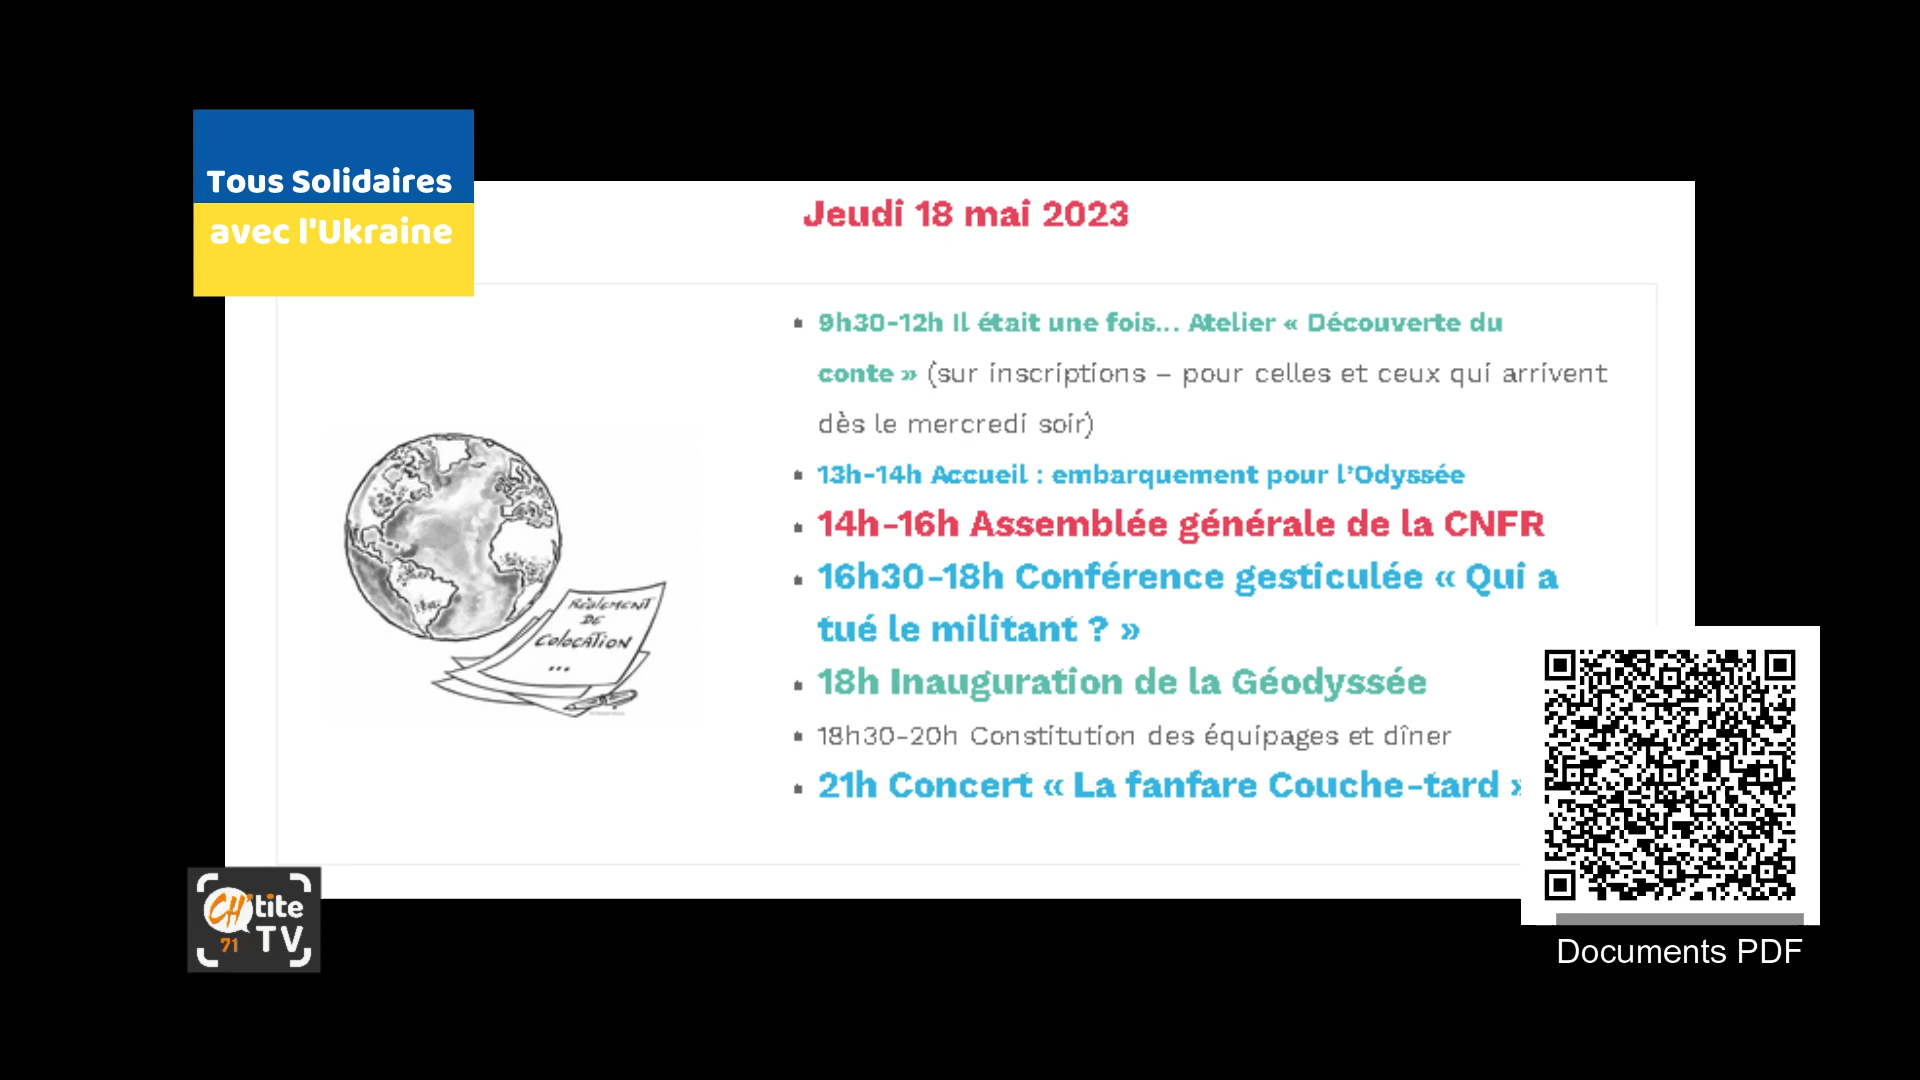 Tous Solidaires
avec l'Ukraine
Jeudi 18 mai 2023
9h30-12h Il était une fois... Atelier « Découverte du
conte » (sur inscriptions – pour celles et ceux qui arrivent
dès le mercredi soir)
13h-14h Accueil : embarquement pour l’Odyssée
14h-16h Assemblée générale de la CNFR
16h30-18h Conférence gesticulée « Qui a
tué le militant ? »
18h Inauguration de la Géodyssée
18h30-20h Constitution des équipages et dîner
21h Concert « La fanfare Couche-tard »
RÈGLEMENT
DE
COLOCATION
...
CH'tite
71 TV
Documents PDF